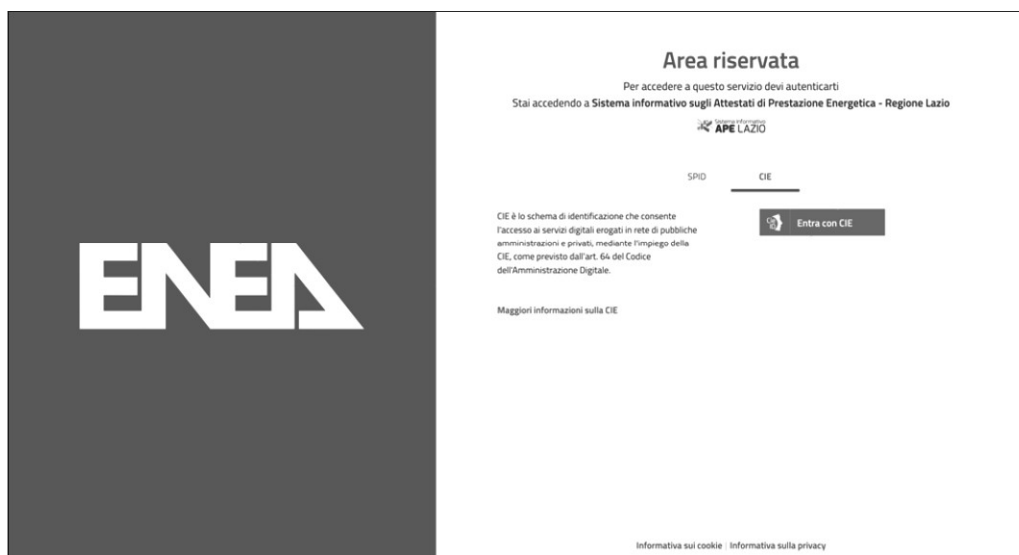 ENEA
Area riservata
Per accedere a questo servizio devi autenticarti
Stai accedendo a Sistema informativo sugli Attestati di Prestazione Energetica - Regione Lazio
Sistema informativo
APE LAZIO
SPID
CIE
CIE è lo schema di identificazione che consente
l'accesso ai servizi digitali erogati in rete di pubbliche
amministrazioni e privati, mediante l'impiego della
CIE, come previsto dall'art. 64 del Codice
dell'Amministrazione Digitale.
Entra con CIE
Maggiori informazioni sulla CIE
Informativa sui cookie | Informativa sulla privacy